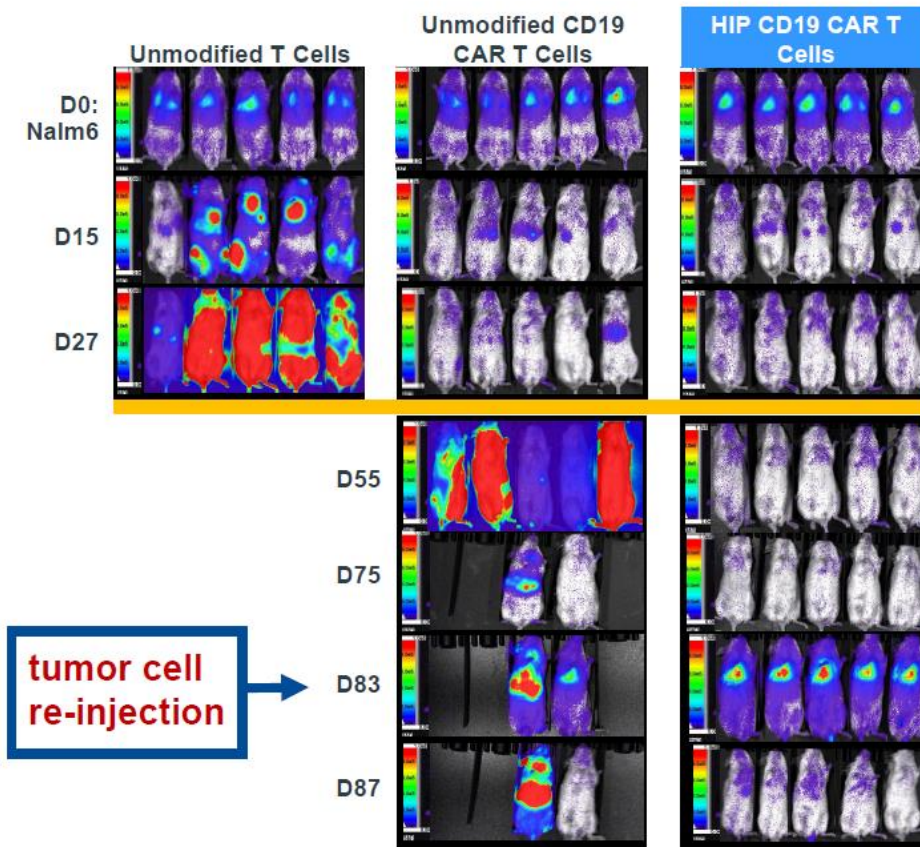 Unmodified T Cells
Unmodified CD19
CAR T Cells
HIP CD19 CAR T
Cells
D0:
Nalm6
D15
D27
D55
D75
D83
D87
tumor cell
re-injection